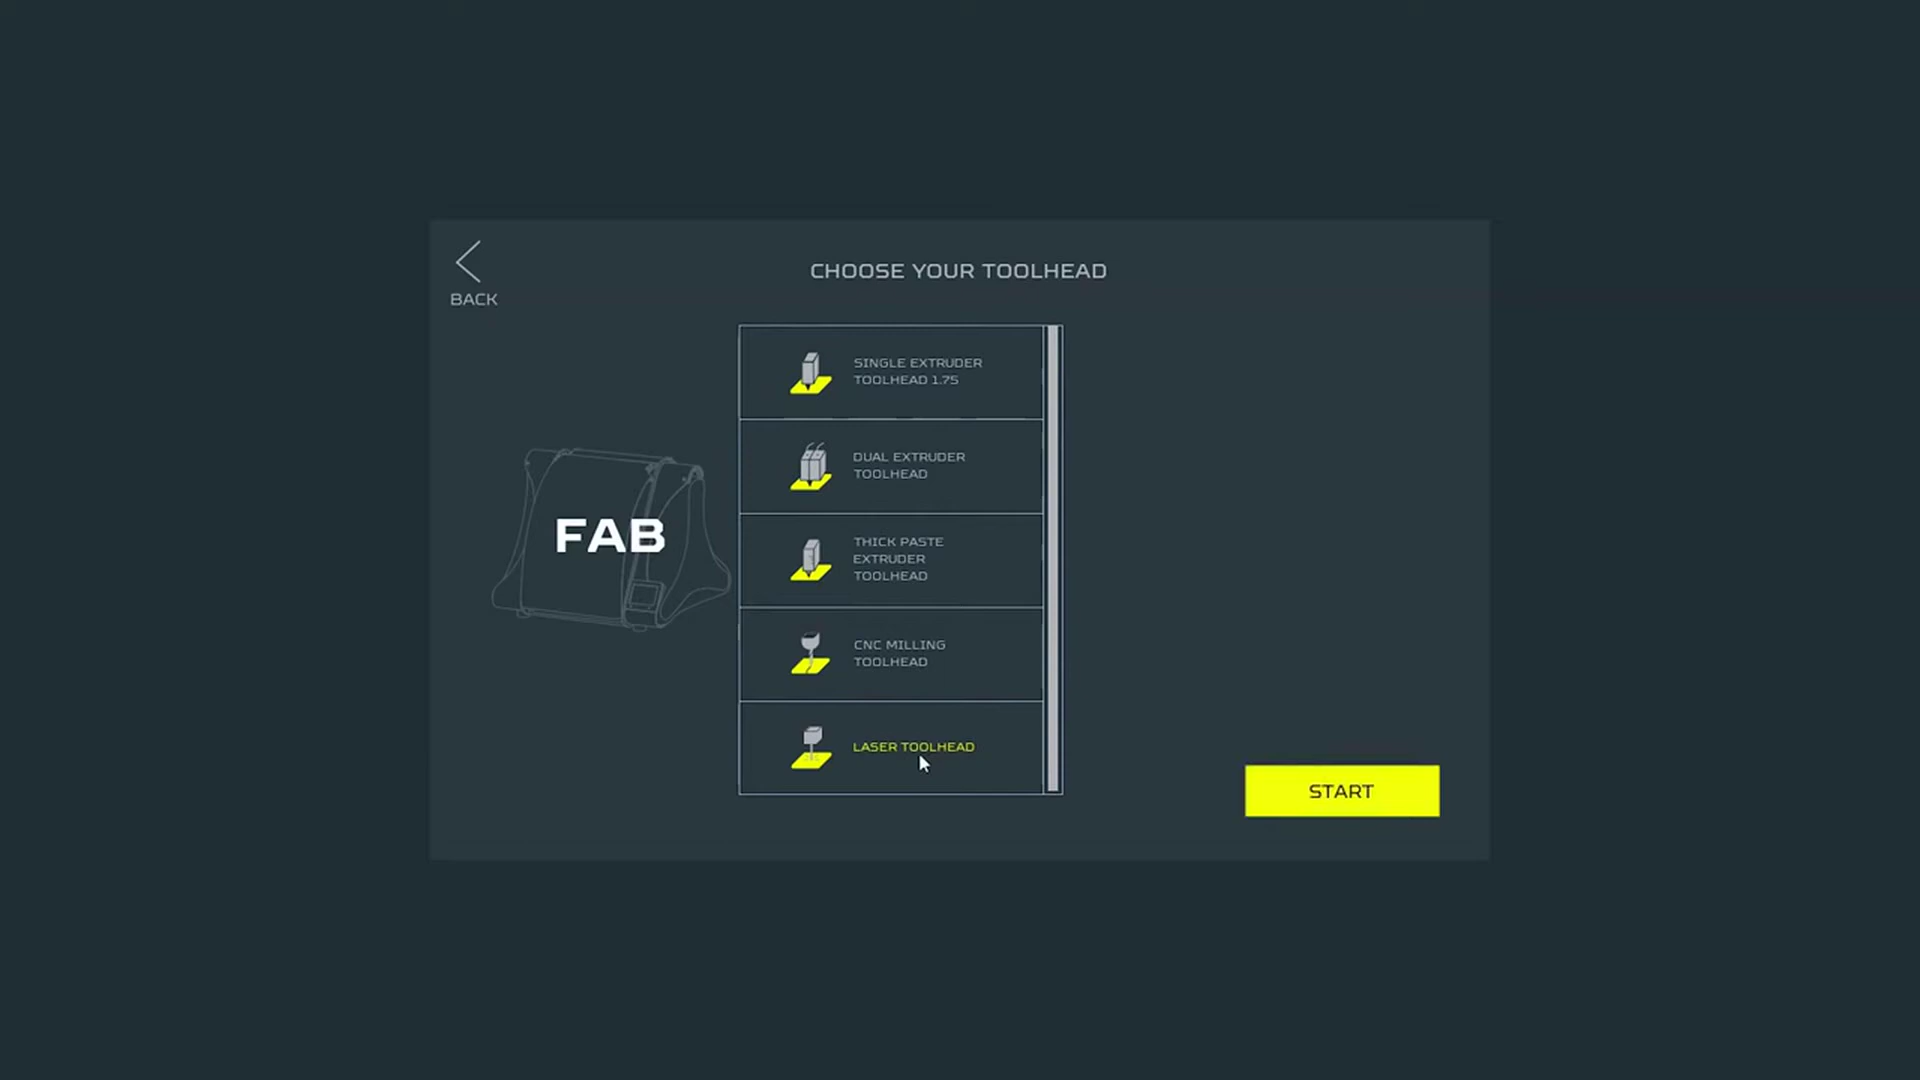 BACK
CHOOSE YOUR TOOLHEAD
SINGLE EXTRUDER
TOOLHEAD 1.75
DUAL EXTRUDER
TOOLHEAD
THICK PASTE
EXTRUDER
TOOLHEAD
FAB
CNC MILLING
TOOLHEAD
LASER TOOLHEAD
START